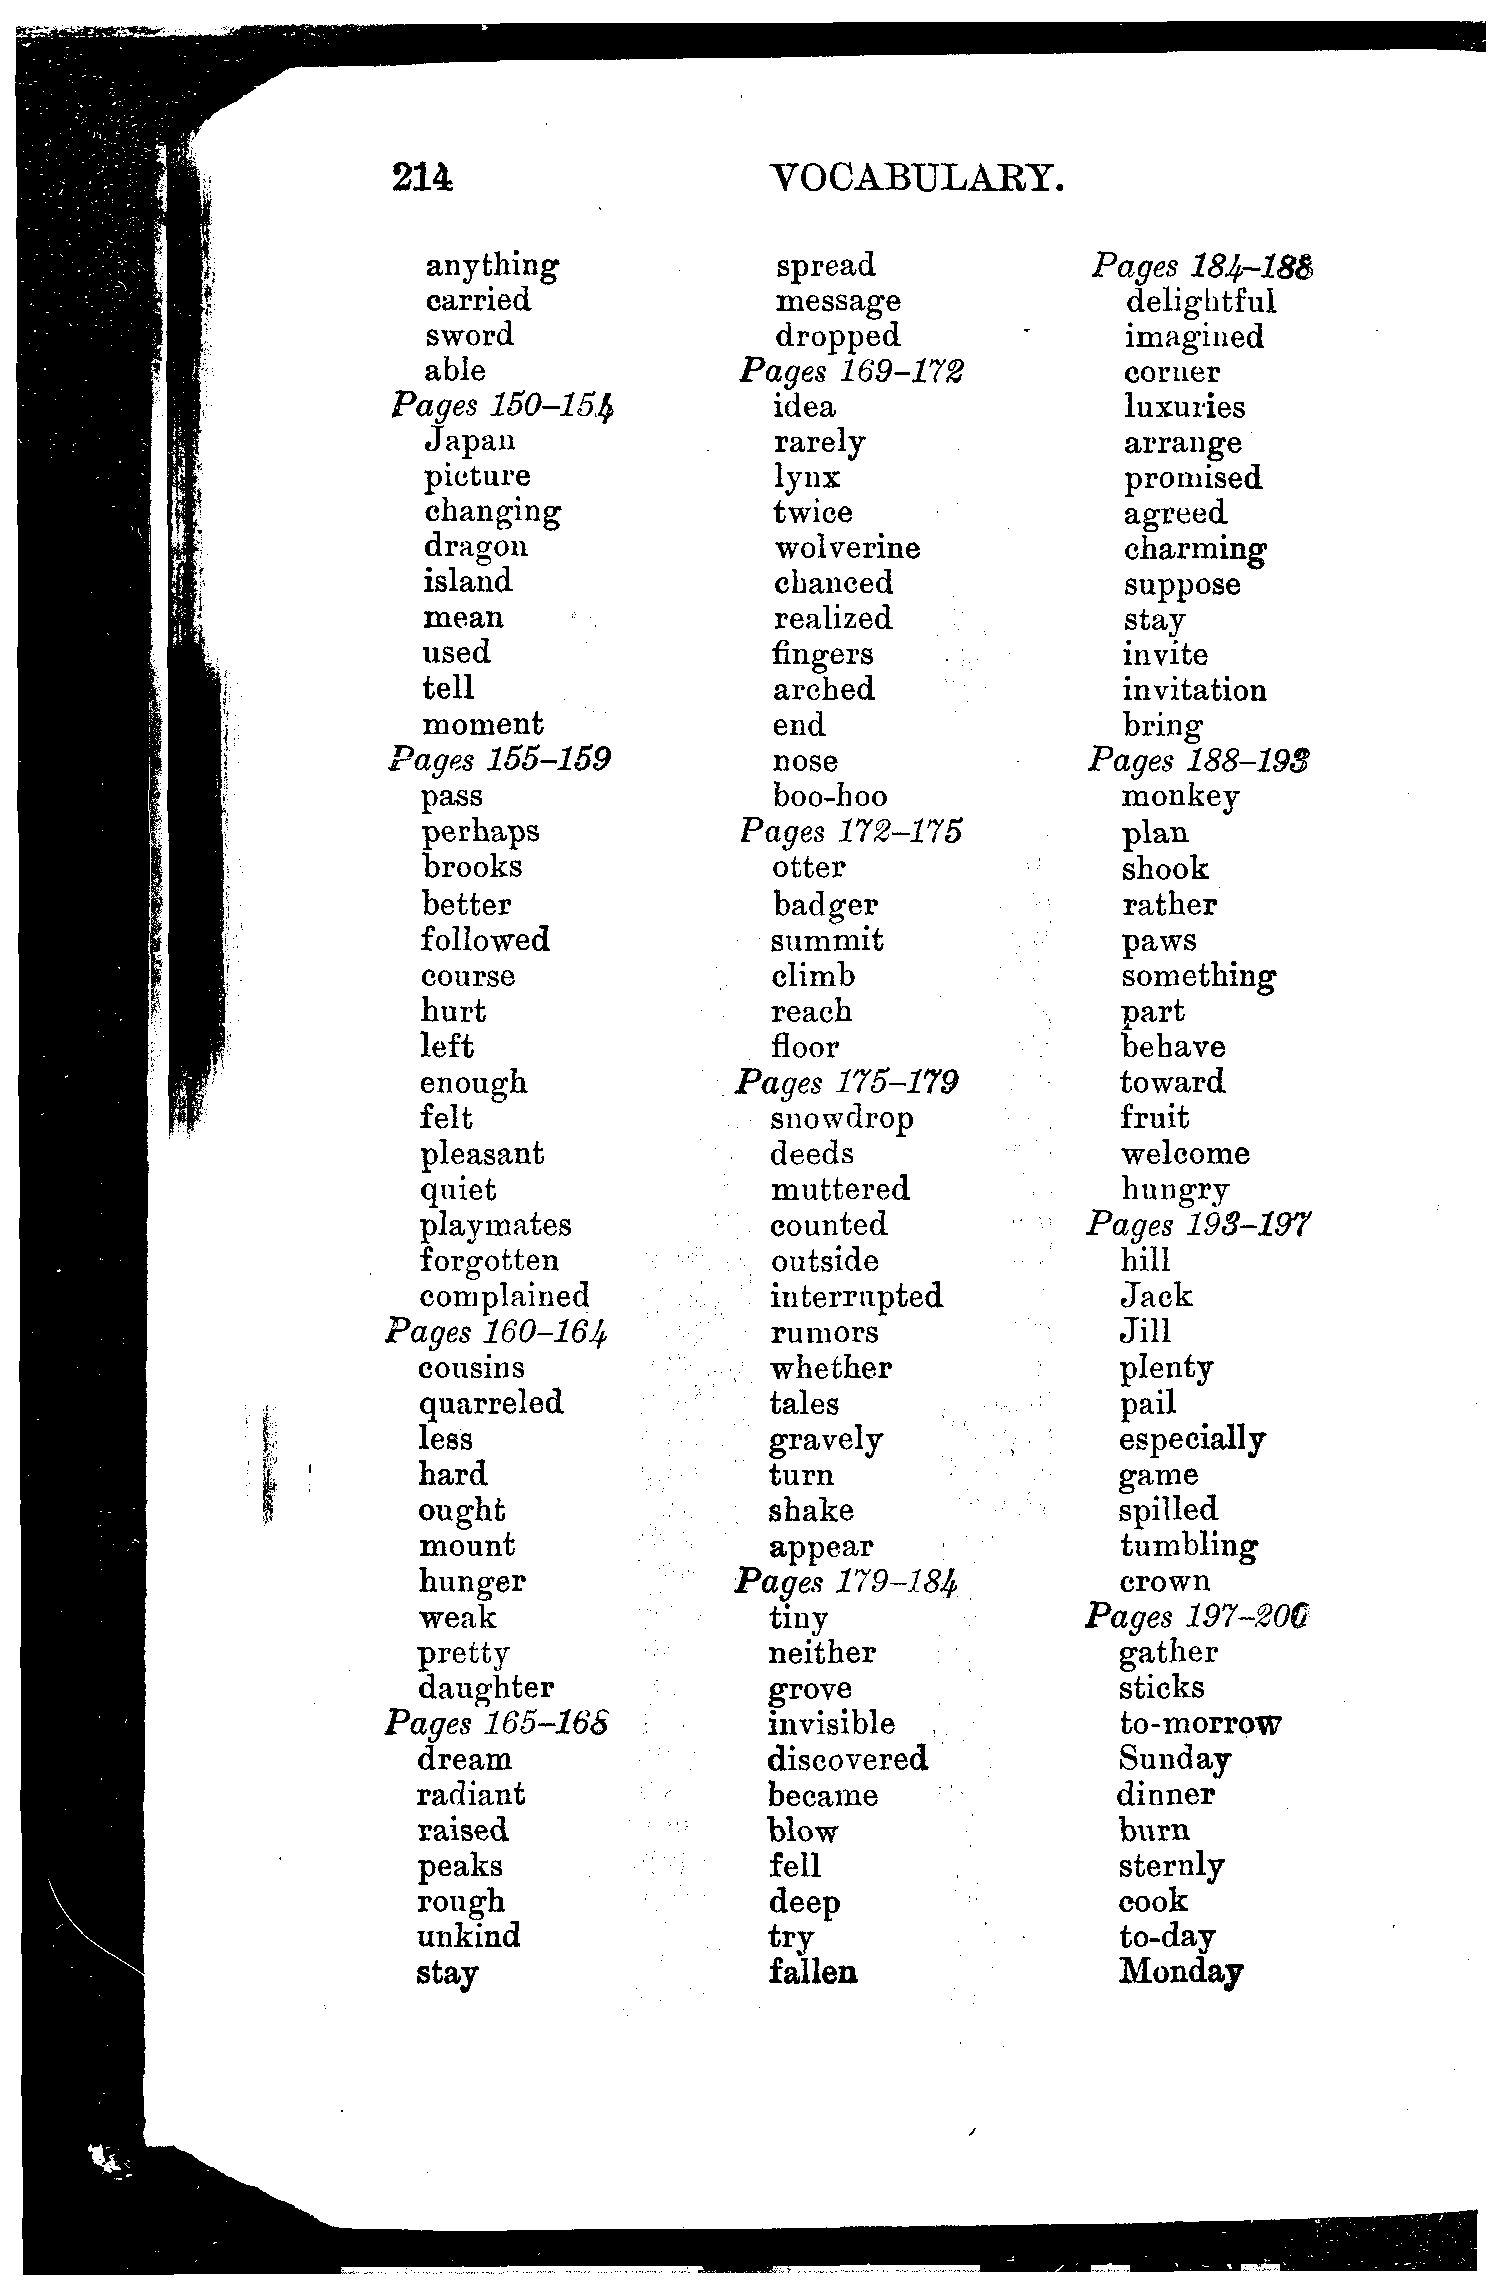 214
VOCABULARY.
anything
carried
sword
able
Pages 150–154
Japan
picture
changing
dragon
island
mean
used
tell
moment
Pages 155–159
pass
perhaps
brooks
better
followed
course
hurt
left
enough
felt
pleasant
quiet
playmates
forgotten
complained
Pages 160–164
cousins
quarreled
less
hard
ought
mount
hunger
weak
pretty
daughter
Pages 165–168
dream
radiant
raised
peaks
rough
unkind
stay
spread
message
dropped
Pages 169–172
idea
rarely
lynx
twice
wolverine
chanced
realized
fingers
arched
end
nose
boo-hoo
Pages 172–175
otter
badger
summit
climb
reach
floor
Pages 175–179
snowdrop
deeds
muttered
counted
outside
interrupted
rumors
whether
tales
gravely
turn
shake
appear
Pages 179–184
tiny
neither
grove
invisible
discovered
became
blow
fell
deep
try
fallen
Pages 184–188
delightful
imagined
corner
luxuries
arrange
promised
agreed
charming
suppose
stay
invite
invitation
bring
Pages 188–193
monkey
plan
shook
rather
paws
something
part
behave
toward
fruit
welcome
hungry
Pages 193–197
hill
Jack
Jill
plenty
pail
especially
game
spilled
tumbling
crown
Pages 197–200
gather
sticks
to-morrow
Sunday
dinner
burn
sternly
cook
to-day
Monday